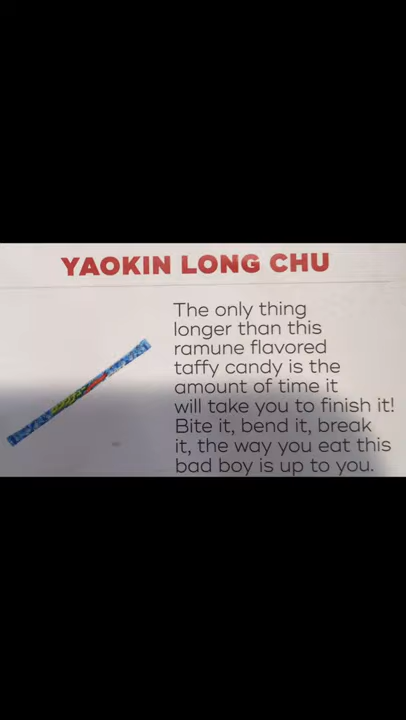 YAOKIN LONG CHU
The only thing
longer than this
ramune flavored
taffy candy is the
amount of time it
will take you to finish it!
Bite it, bend it, break
it, the way you eat this
bad boy is up to you.